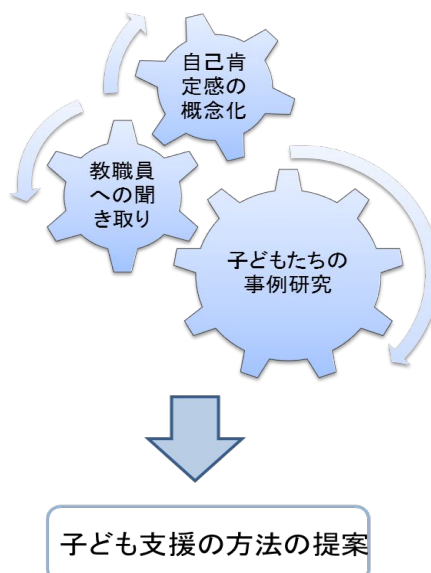 自己肯
定感の
概念化
教職員
への聞
き取り
子どもたちの
事例研究
子ども支援の方法の提案